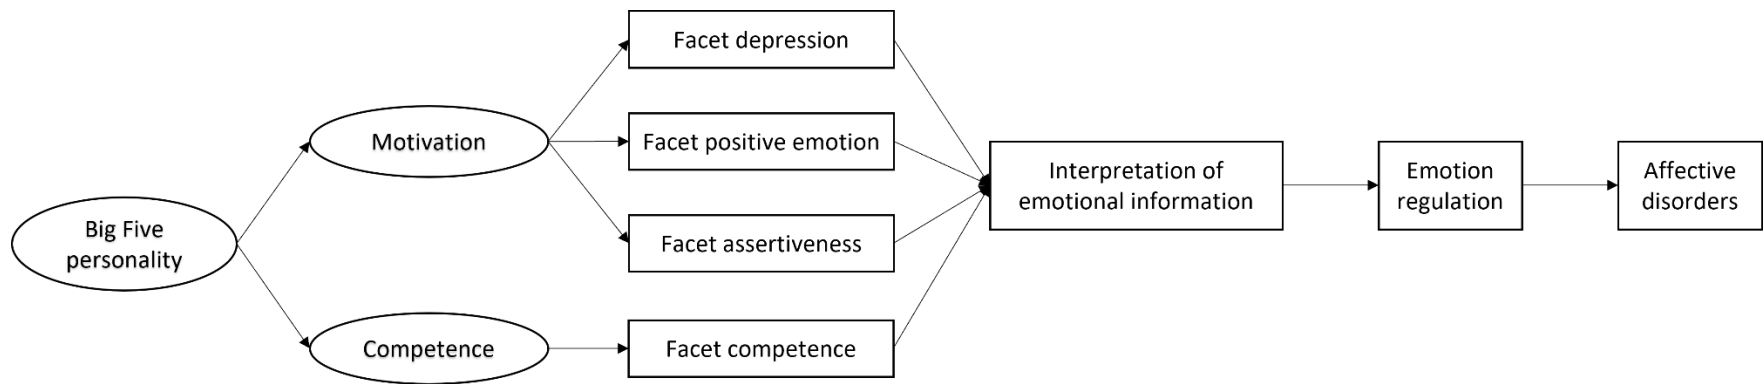 Facet depression
Motivation
Facet positive emotion
Big Five
personality
Facet assertiveness
Competence
Facet competence
Interpretation of
emotional information
Emotion
regulation
Affective
disorders